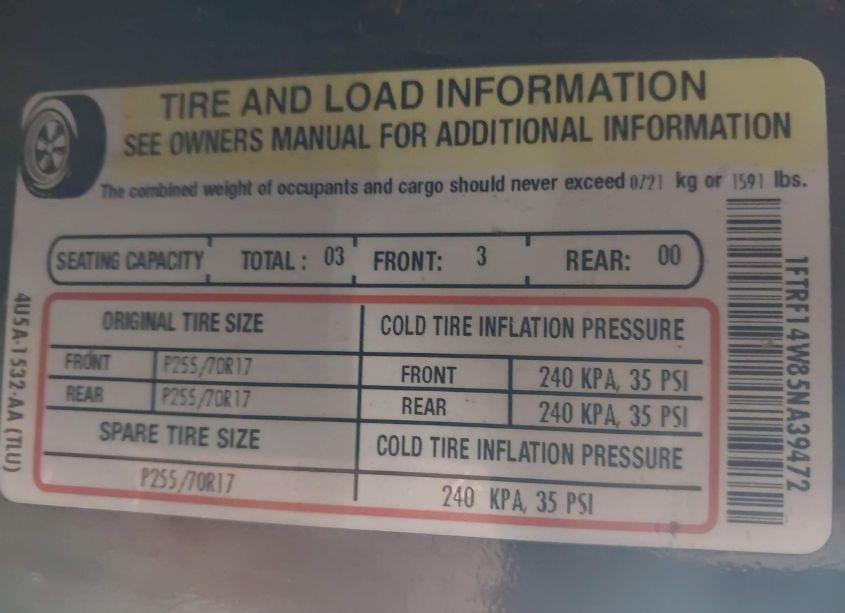 TIRE AND LOAD INFORMATION
SEE OWNERS MANUAL FOR ADDITIONAL INFORMATION
The combined weight of occupants and cargo should never exceed 0721 kg or 1591 lbs.
SEATING CAPACITY TOTAL: 03 FRONT: 3 REAR: 00
ORIGINAL TIRE SIZE COLD TIRE INFLATION PRESSURE
FRONT P255/70R17 FRONT 240 KPA, 35 PSI
REAR P255/70R17 REAR 240 KPA, 35 PSI
SPARE TIRE SIZE COLD TIRE INFLATION PRESSURE
P255/70R17 240 KPA, 35 PSI
4U5A-1532-AA (TLU)
1FTRF14W85NA39472